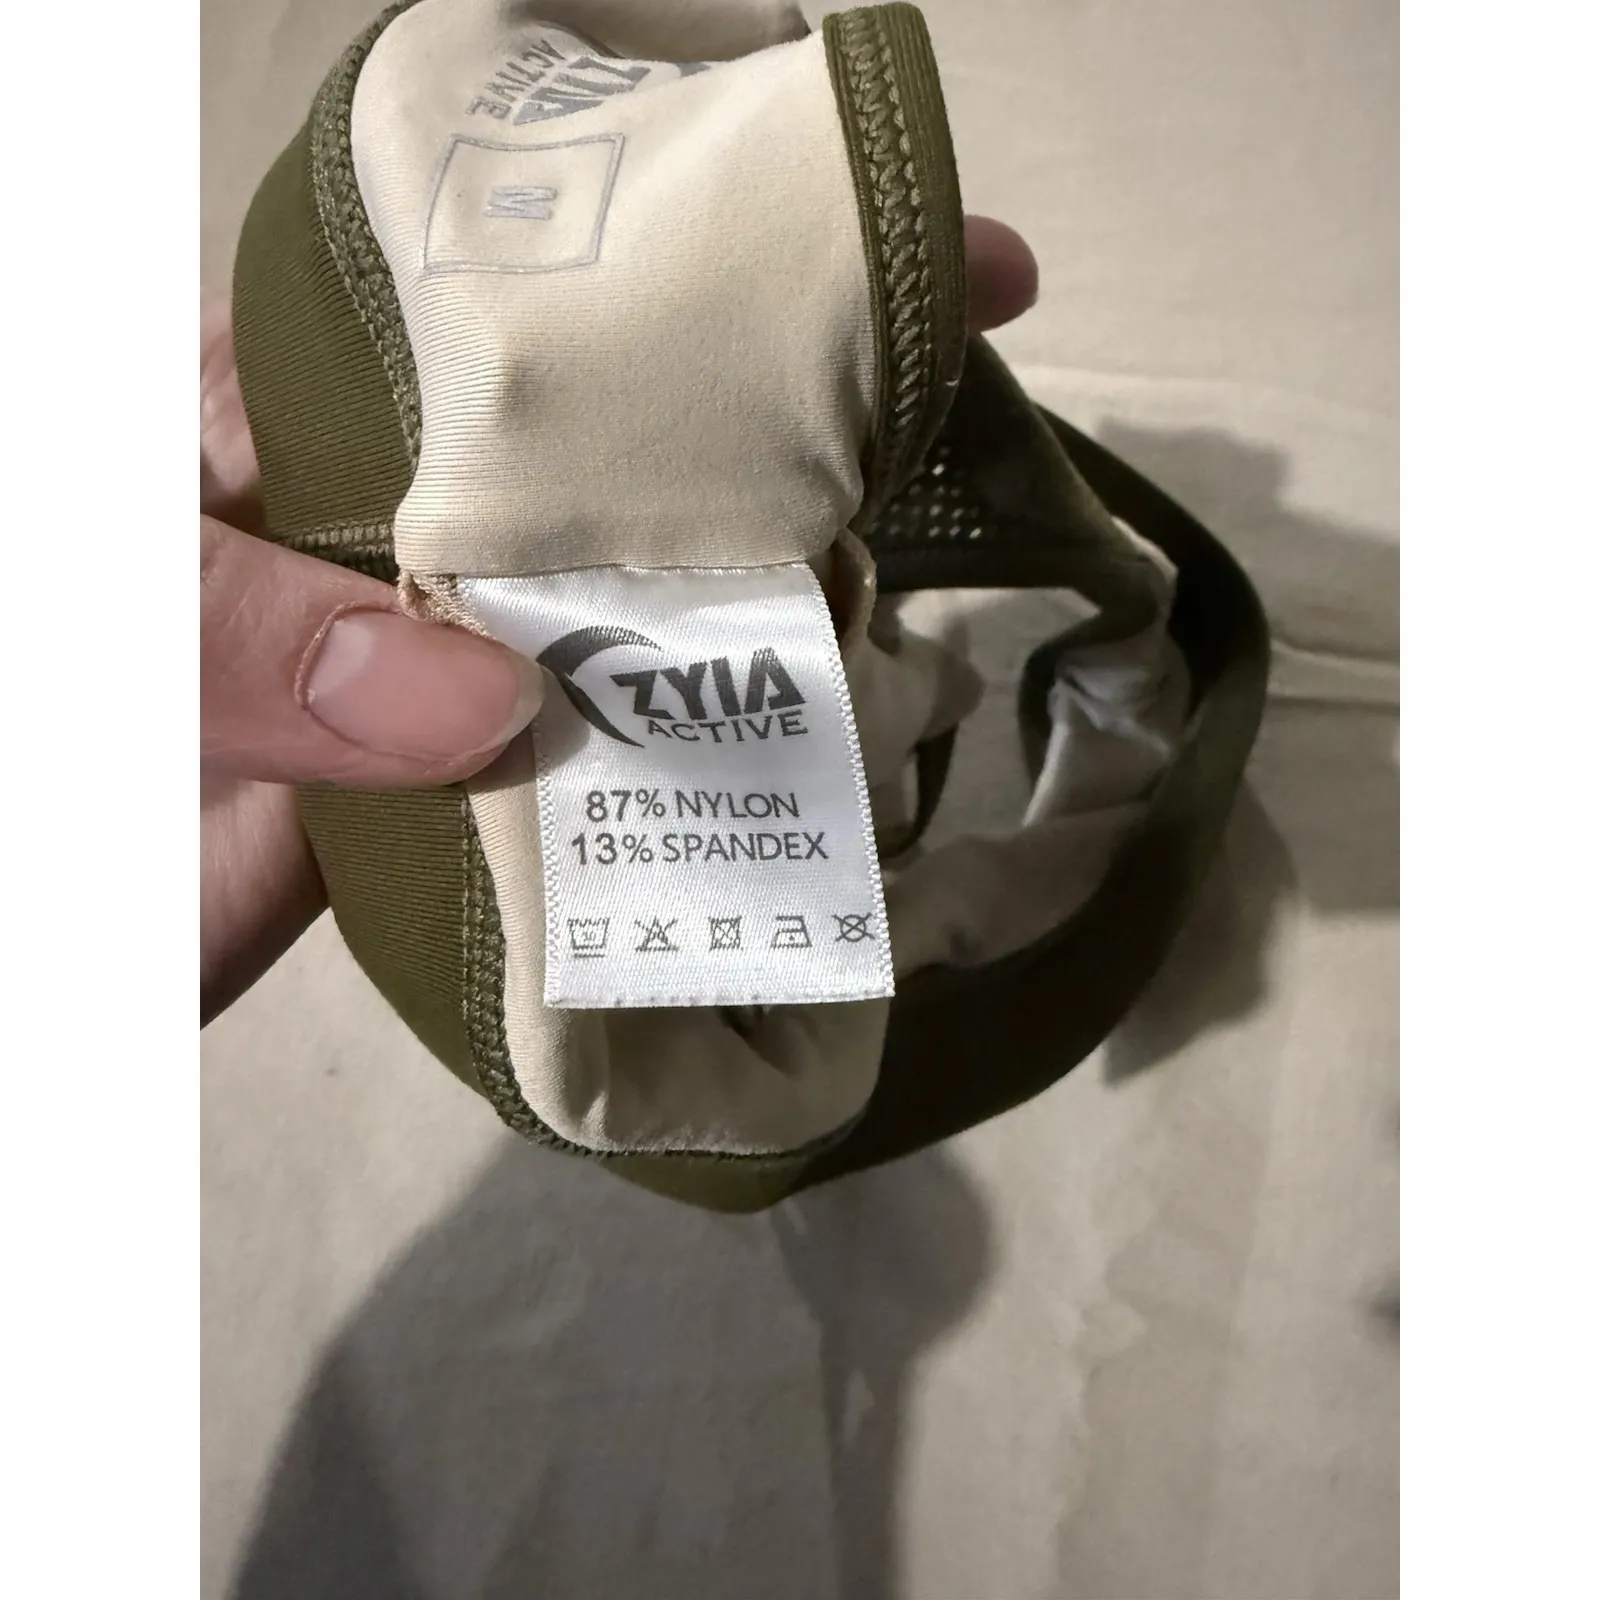 ZYIA
ACTIVE
M
ZYIA
ACTIVE
87% NYLON
13% SPANDEX